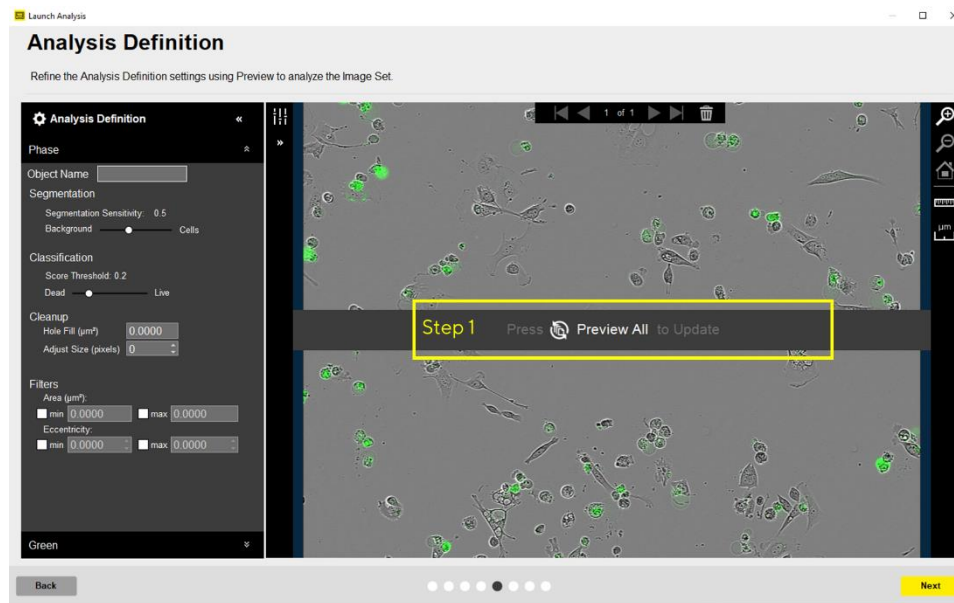 Launch Analysis
Analysis Definition
Refine the Analysis Definition settings using Preview to analyze the Image Set.
Analysis Definition «
1 of 1
Phase
Object Name
Segmentation
Segmentation Sensitivity: 0.5
Background Cells
Classification
Score Threshold: 0.2
Dead Live
Cleanup
Hole Fill (µm²) 0.0000
Adjust Size (pixels) 0
Filters
Area (µm²):
min 0.0000 max 0.0000
Eccentricity:
min 0.0000 max 0.0000
Green
Step 1 Press Preview All to Update
µm
Back
Next